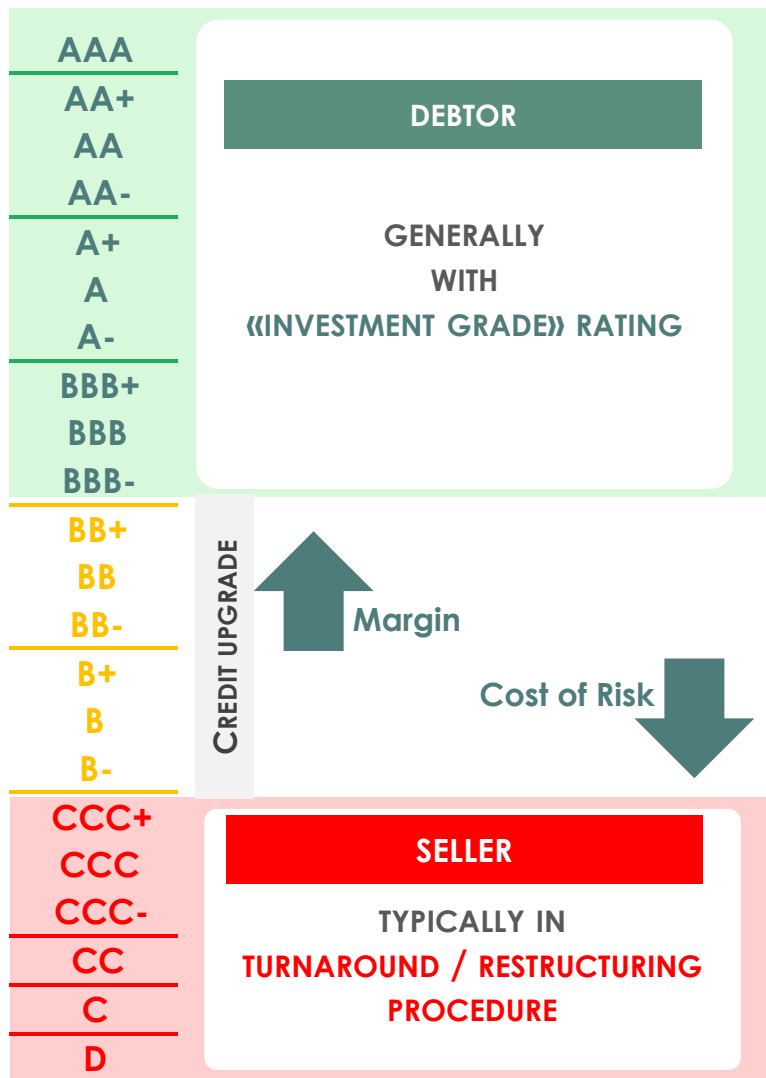 AAA
AA+
AA
AA-
A+
A
A-
BBB+
BBB
BBB-
BB+
BB
BB-
B+
B
B-
CCC+
CCC
CCC-
CC
C
D
DEBTOR
GENERALLY
WITH
«INVESTMENT GRADE» RATING
CREDIT UPGRADE
Margin
Cost of Risk
SELLER
TYPICALLY IN
TURNAROUND / RESTRUCTURING
PROCEDURE